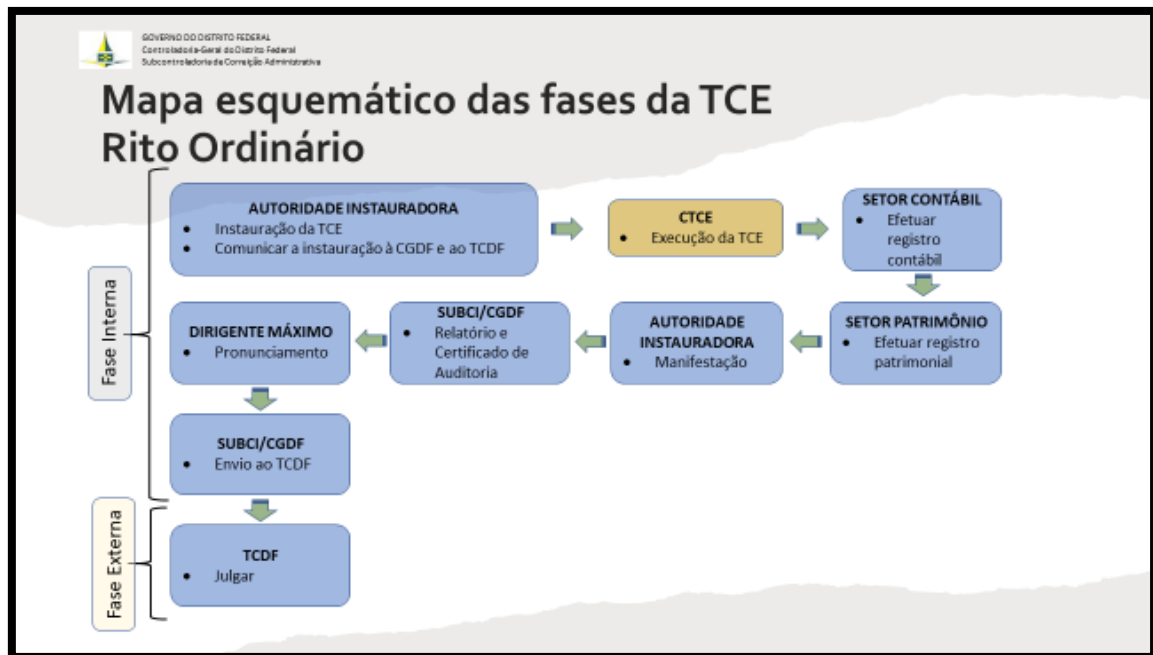 GOVERNO DO DISTRITO FEDERAL
Controladoria-Geral do Distrito Federal
Subcontroladoria de Correição Administrativa
Mapa esquemático das fases da TCE
Rito Ordinário
Fase Interna
AUTORIDADE INSTAURADORA
• Instauração da TCE
• Comunicar a instauração à CGDF e ao TCDF
CTCE
• Execução da TCE
SETOR CONTÁBIL
• Efetuar
registro
contábil
SETOR PATRIMÔNIO
• Efetuar registro
patrimonial
AUTORIDADE
INSTAURADORA
• Manifestação
SUBCI/CGDF
• Relatório e
Certificado de
Auditoria
DIRIGENTE MÁXIMO
• Pronunciamento
SUBCI/CGDF
• Envio ao TCDF
Fase Externa
TCDF
• Julgar